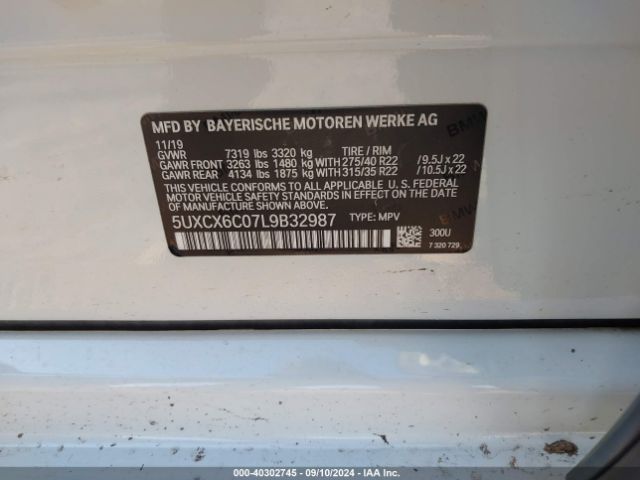 MFD BY BAYERISCHE MOTOREN WERKE AG
11/19
GVWR 7319 lbs 3320 kg TIRE / RIM
GAWR FRONT 3263 lbs 1480 kg WITH 275/40 R22 / 9.5J x 22
GAWR REAR 4134 lbs 1875 kg WITH 315/35 R22 / 10.5J x 22
THIS VEHICLE CONFORMS TO ALL APPLICABLE U. S. FEDERAL
MOTOR VEHICLE SAFETY STANDARDS IN EFFECT ON THE
DATE OF MANUFACTURE SHOWN ABOVE.
5UXCX6C07L9B32987 TYPE: MPV
300U
7 320 729
BMW
BMW
000-40302745 - 09/10/2024 - IAA Inc.